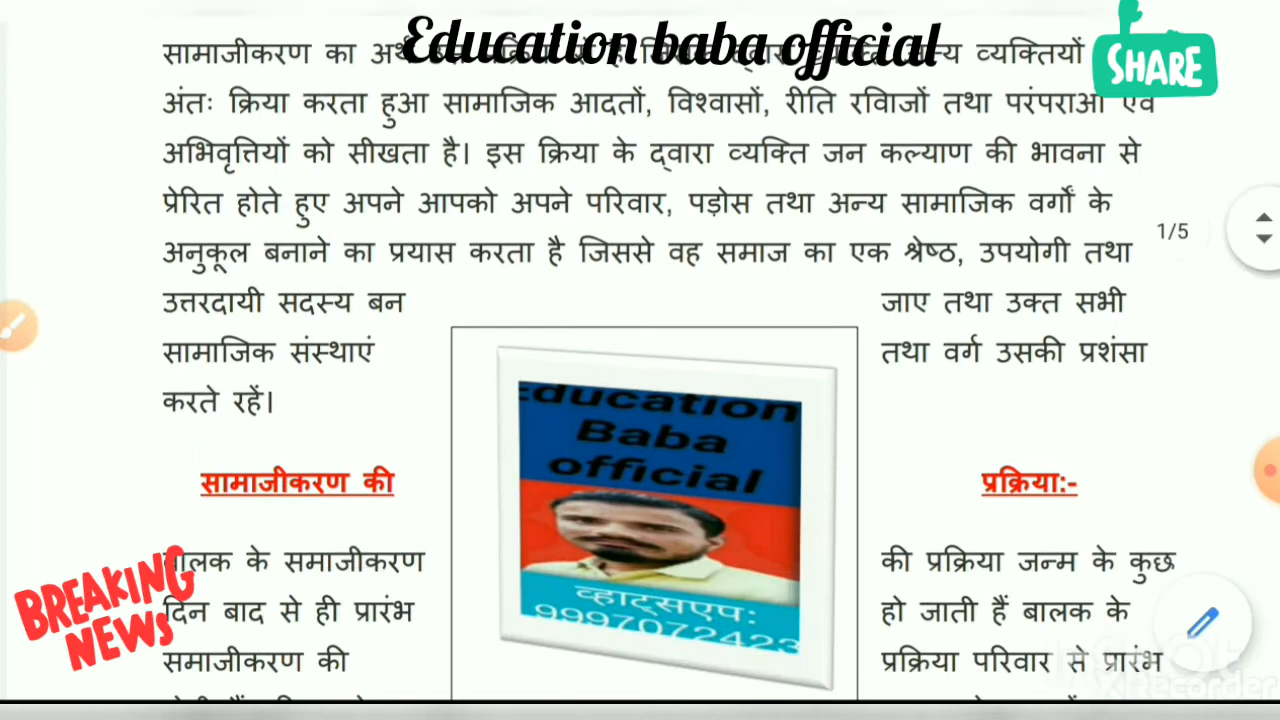 Education baba official
SHARE
सामाजीकरण का अर्थ व्यक्तियों
अंतः क्रिया करता हुआ सामाजिक आदतों, विश्वासों, रीति रविाजों तथा परंपराओं एवं
अभिवृत्तियों को सीखता है। इस क्रिया के द्वारा व्यक्ति जन कल्याण की भावना से
प्रेरित होते हुए अपने आपको अपने परिवार, पड़ोस तथा अन्य सामाजिक वर्गों के
अनुकूल बनाने का प्रयास करता है जिससे वह समाज का एक श्रेष्ठ, उपयोगी तथा
1/5
उत्तरदायी सदस्य बन जाए तथा उक्त सभी
सामाजिक संस्थाएं तथा वर्ग उसकी प्रशंसा
करते रहें।
Education
Baba
official
व्हाट्सएप:
9997072423
सामाजीकरण की प्रक्रिया:-
बालक के समाजीकरण की प्रक्रिया जन्म के कुछ
दिन बाद से ही प्रारंभ हो जाती हैं बालक के
समाजीकरण की प्रक्रिया परिवार से प्रारंभ
BREAKING
NEWS
Recorder